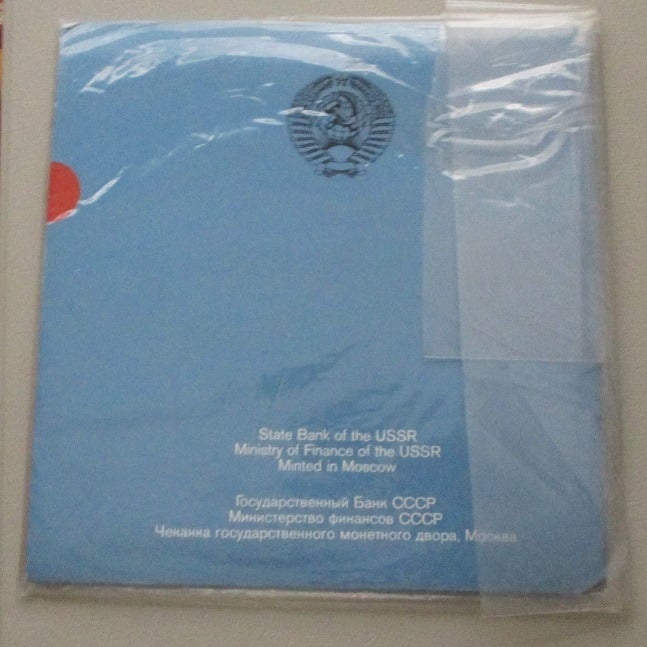 State Bank of the USSR
Ministry of Finance of the USSR
Minted in Moscow
Государственный Банк СССР
Министерство финансов СССР
Чеканка государственного монетного двора, Москва